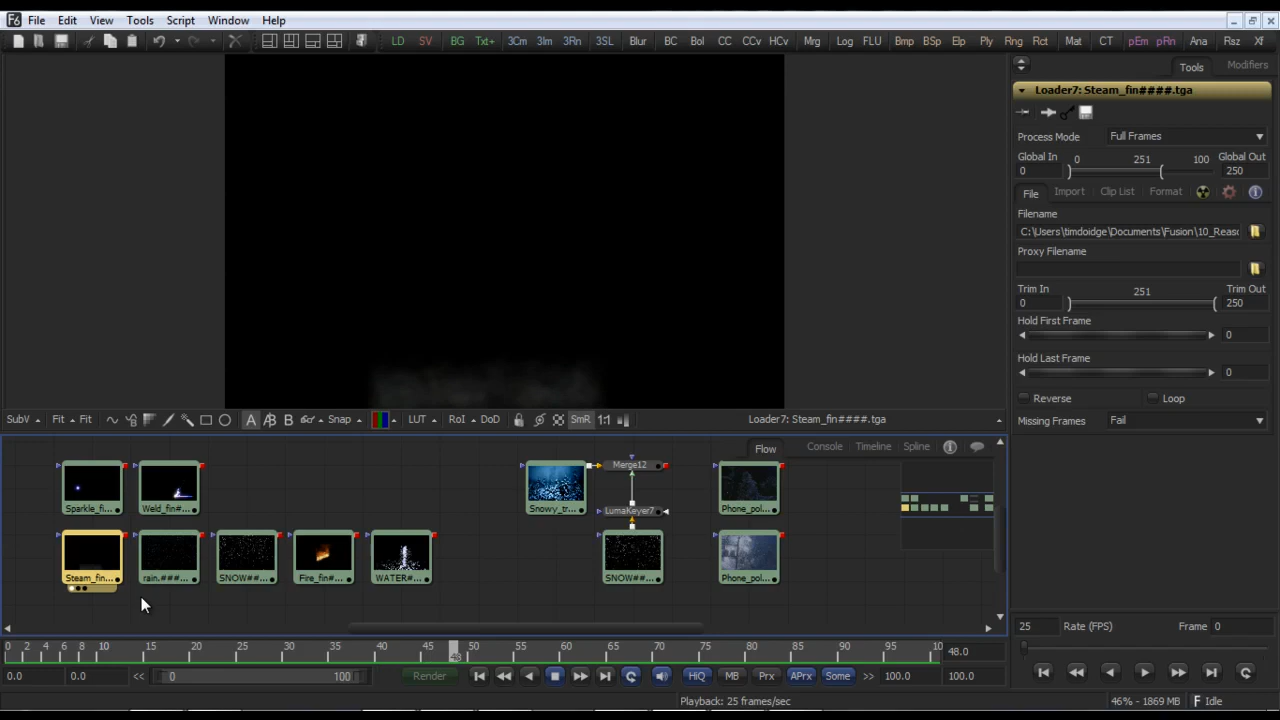 F6 File Edit View Tools Script Window Help
LD SV BG Txt+ 3Cm 3Im 3Rn 3SL Blur BC Bol CC CCv HCv Mrg Log FLU Bmp BSp Elp Ply Rng Rct Mat CT pEm pRn Ana Rsz Xf
Tools Modifiers
Loader7: Steam_fin####.tga
Process Mode Full Frames
Global In 0 251 100 Global Out
0 250
File Import Clip List Format
Filename
C:\Users\timdoidge\Documents\Fusion\10_Reasc
Proxy Filename
Trim In 251 Trim Out
0 250
Hold First Frame
0
Hold Last Frame
0
Reverse Loop
Missing Frames Fail
SubV Fit Fit A B Snap LUT RoI DoD SmR 1:1 Loader7: Steam_fin####.tga
Flow Console Timeline Spline
Sparkle_fi... Weld_fin#... Snowy_tr... Merge12 LumaKeyer7 Phone_pol...
Steam_fin... rain.###... SNOW##... Fire_fin#... WATER#... SNOW##... Phone_pol...
25 Rate (FPS) Frame 0
0 2 4 6 8 10 15 20 25 30 35 40 45 48 50 55 60 65 70 75 80 85 90 95 10 48.0
0.0 0.0 << 0 100 Render HiQ MB Prx APrx Some >> 100.0 100.0
Playback: 25 frames/sec 46% - 1869 MB Idle